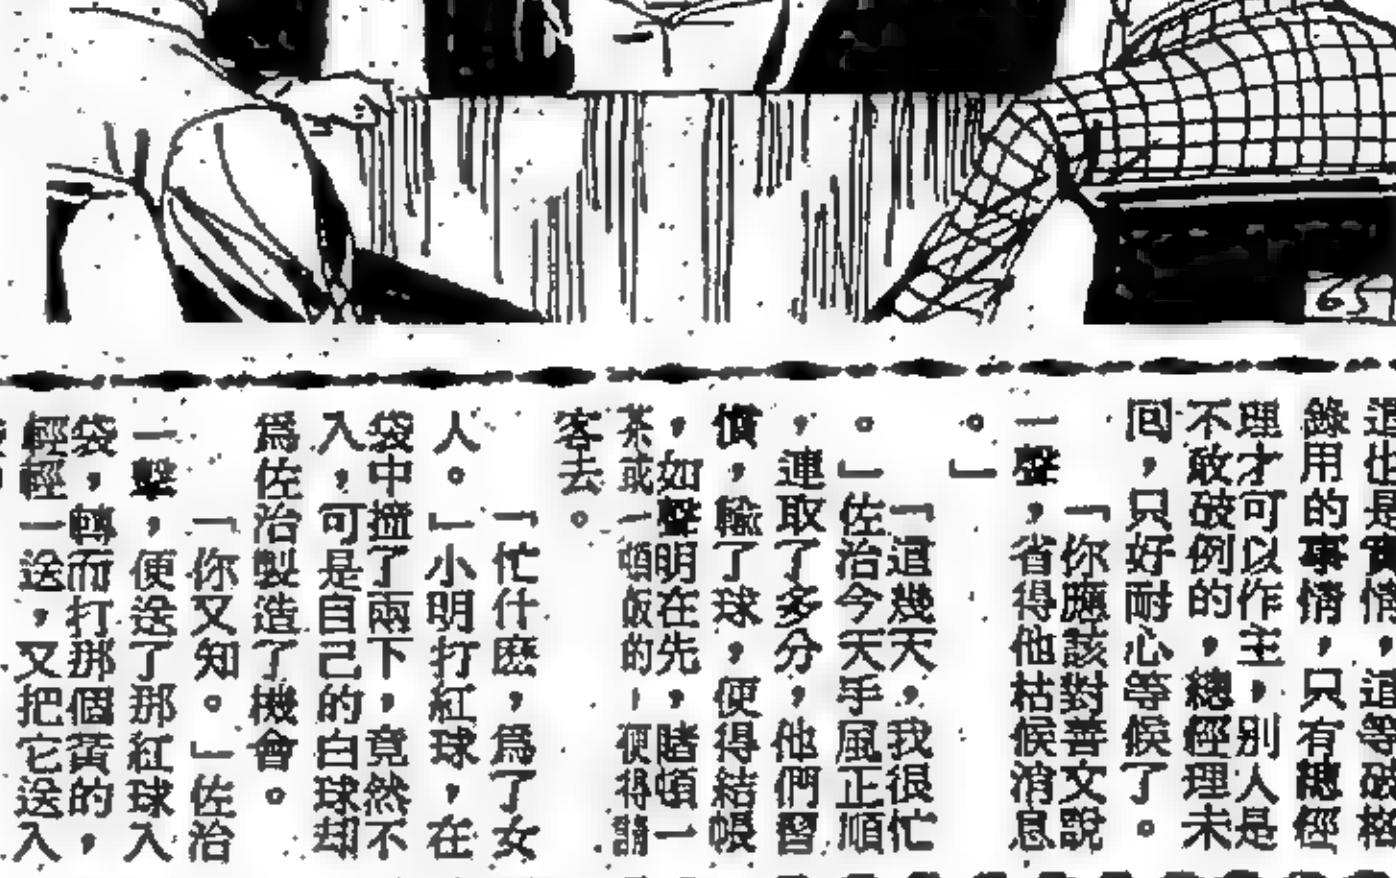 這也是實情,這等破格
錄用的事情,只有總經
理才可以作主,別人是
不敢破例的,總經理未
囘,只好耐心等候了。
「你應該對善文說
一聲,省得他枯候消息
。」
「這幾天,我很忙
。」佐治今天手風正順
,連取了多分,他們習
慣,輸了球,便得結帳
,如聲明在先,賭頓一
茶或一頓飯的,便得請
客去。
「忙什麽,爲了女
人。」小明打紅球,在
袋中撞了兩下,竟然不
入,可是自己的白球却
爲佐治製造了機會。
「你又知。」佐治
一擊,便送了那紅球入
袋,轉而打那個黃的,
輕輕一送,又把它送入
65